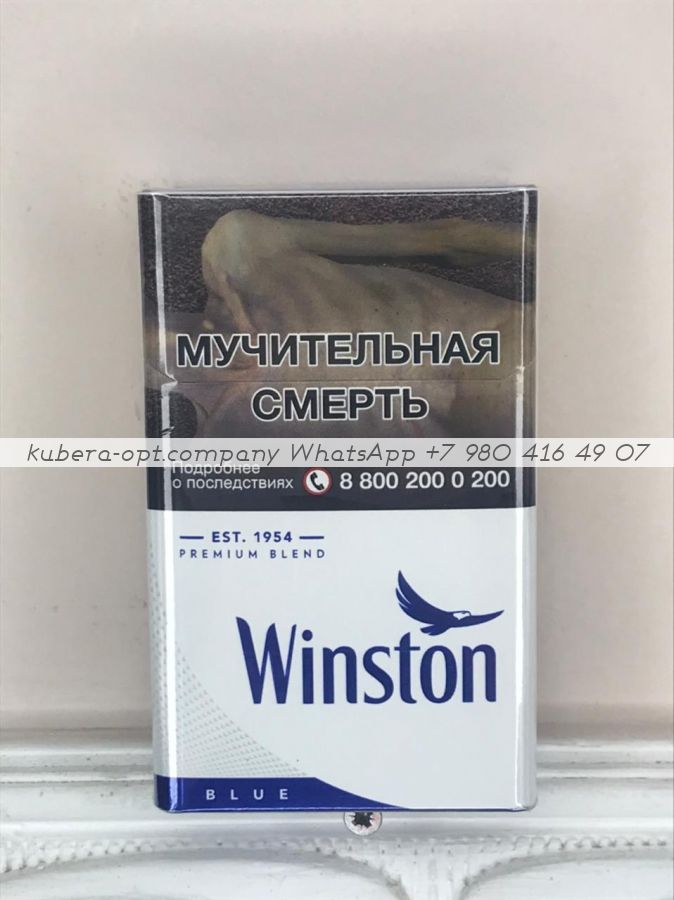 МУЧИТЕЛЬНАЯ
СМЕРТЬ
kubera-opt.company WhatsApp +7 980 416 49 07
Подробнее
о последствиях 8 800 200 0 200
EST. 1954
PREMIUM BLEND
Winston
BLUE